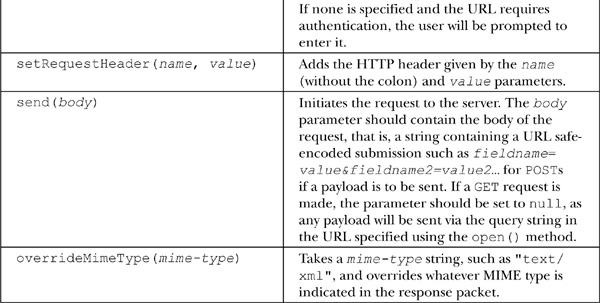 If none is specified and the URL requires
authentication, the user will be prompted to
enter it.
setRequestHeader(name, value)
Adds the HTTP header given by the name
(without the colon) and value parameters.
send(body)
Initiates the request to the server. The body
parameter should contain the body of the
request, that is, a string containing a URL safe-
encoded submission such as fieldname=
value&fieldname2=value2… for POSTs
if a payload is to be sent. If a GET request is
made, the parameter should be set to null, as
any payload will be sent via the query string in
the URL specified using the open() method.
overrideMimeType(mime-type)
Takes a mime-type string, such as "text/
xml", and overrides whatever MIME type is
indicated in the response packet.